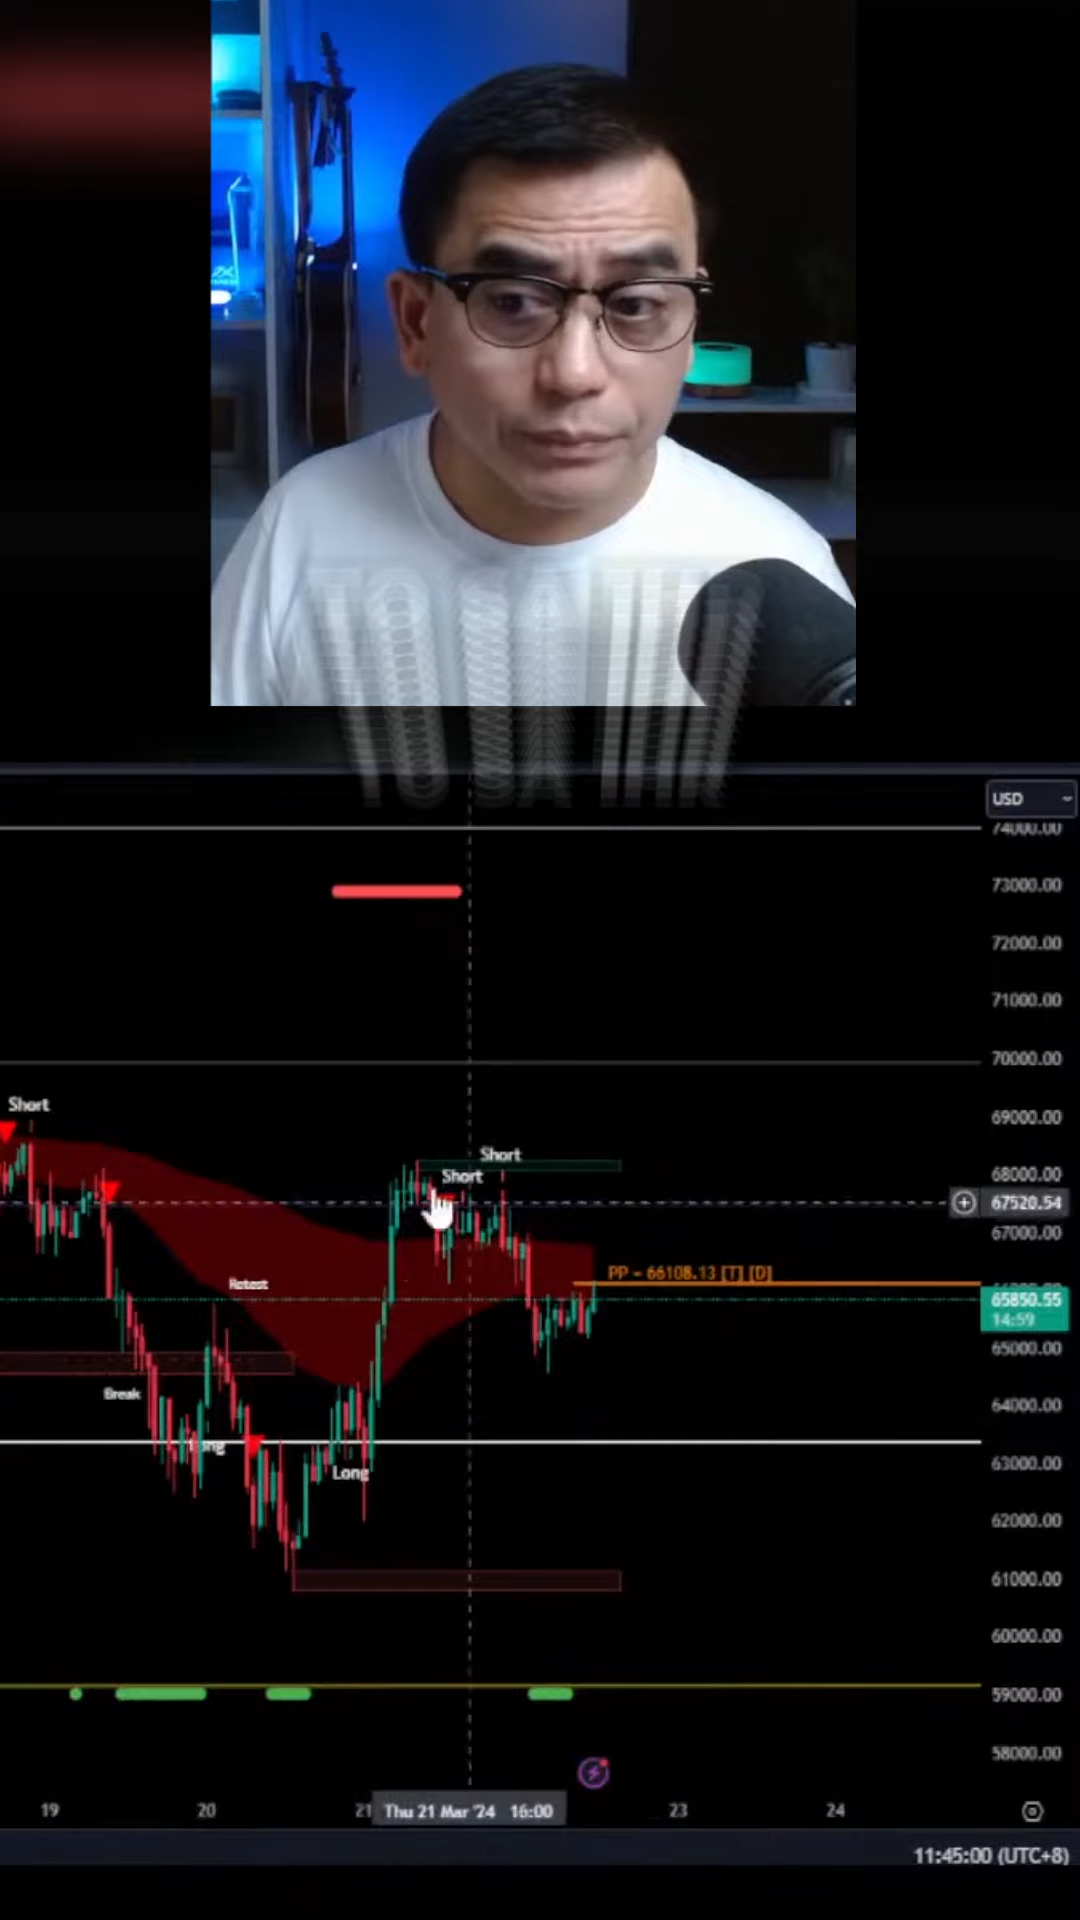 TO SA
USD
74000.00
73000.00
72000.00
71000.00
70000.00
Short
69000.00
Short
68000.00
Short
67520.54
67000.00
PP - 66108.13 [T] [D]
Retest
65850.55
14:59
65000.00
Break
64000.00
Long
63000.00
62000.00
61000.00
60000.00
59000.00
58000.00
19
20
21
Thu 21 Mar '24 16:00
23
24
11:45:00 (UTC+8)